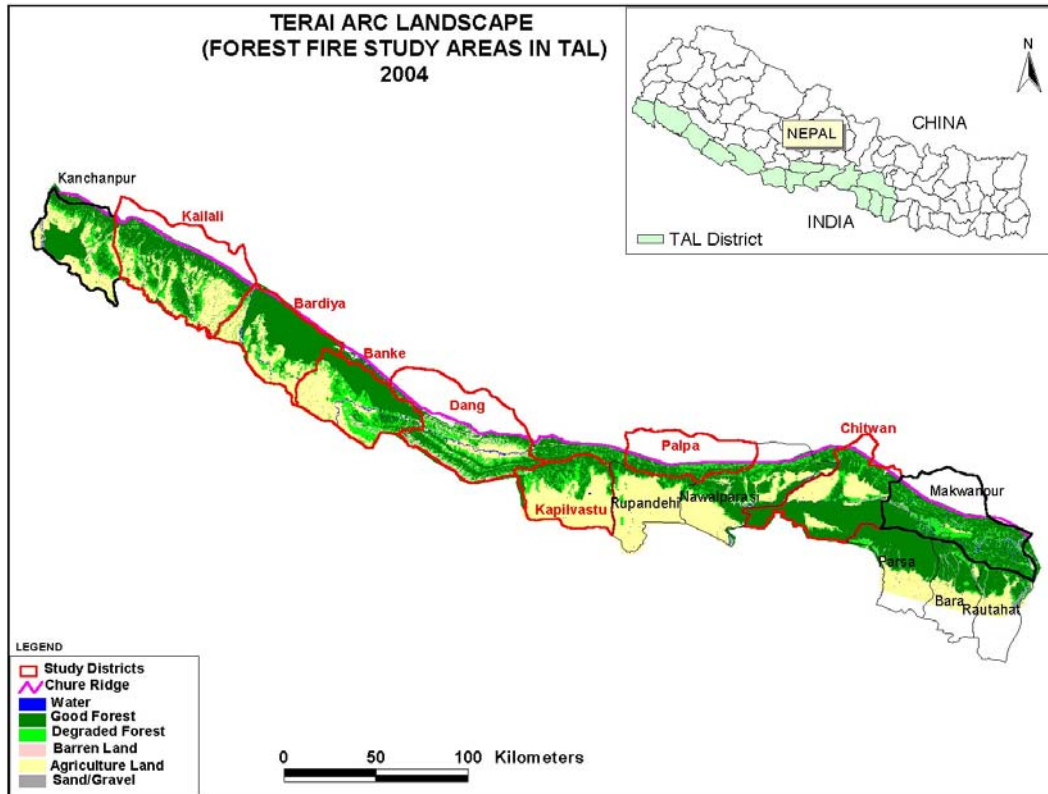 TERAI ARC LANDSCAPE
(FOREST FIRE STUDY AREAS IN TAL)
2004
N
CHINA
NEPAL
INDIA
TAL District
Kanchanpur
Kailali
Bardiya
Banke
Dang
Palpa
Chitwan
Makwanpur
Kapilvastu
Rupandehi
Nawalparasi
Parsa
Bara
Rautahat
LEGEND
Study Districts
Chure Ridge
Water
Good Forest
Degraded Forest
Barren Land
Agriculture Land
Sand/Gravel
0 50 100 Kilometers